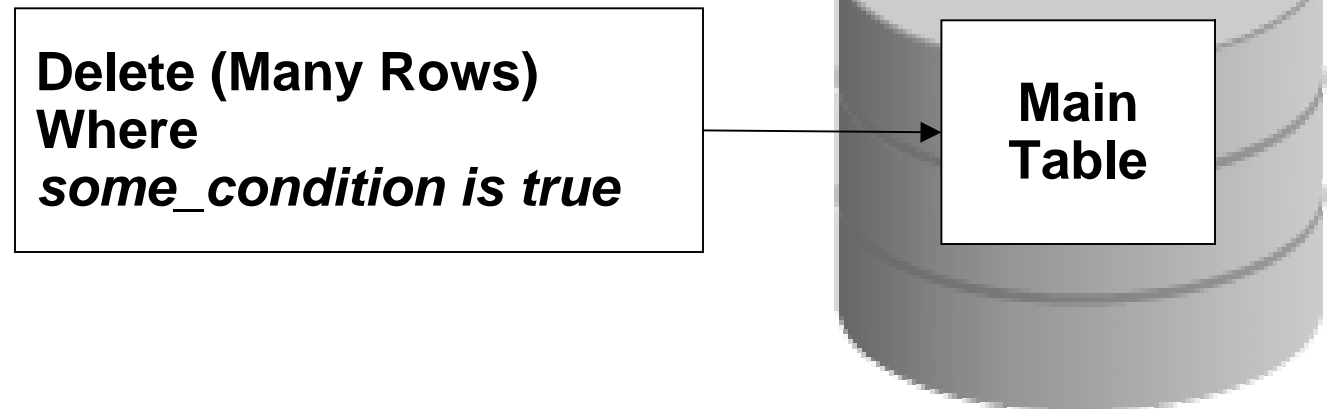 Delete (Many Rows)
Where
some_condition is true
Main
Table